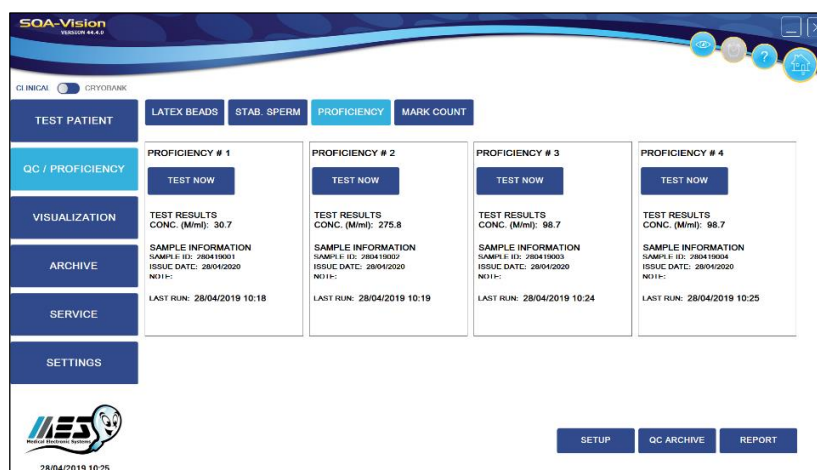 SQA-Vision
VERSION 44.4.0
?
CLINICAL CRYOBANK
TEST PATIENT
QC / PROFICIENCY
VISUALIZATION
ARCHIVE
SERVICE
SETTINGS
MES
Medical Electronic Systems
28/04/2019 10:25
LATEX BEADS STAB. SPERM PROFICIENCY MARK COUNT
PROFICIENCY # 1
TEST NOW
TEST RESULTS
CONC. (M/ml): 30.7
SAMPLE INFORMATION
SAMPLE ID: 280419001
ISSUE DATE: 28/04/2020
NOTE:
LAST RUN: 28/04/2019 10:18
PROFICIENCY # 2
TEST NOW
TEST RESULTS
CONC. (M/ml): 275.8
SAMPLE INFORMATION
SAMPLE ID: 280419002
ISSUE DATE: 28/04/2020
NOTE:
LAST RUN: 28/04/2019 10:19
PROFICIENCY # 3
TEST NOW
TEST RESULTS
CONC. (M/ml): 98.7
SAMPLE INFORMATION
SAMPLE ID: 280419003
ISSUE DATE: 28/04/2020
NOTE:
LAST RUN: 28/04/2019 10:24
PROFICIENCY # 4
TEST NOW
TEST RESULTS
CONC. (M/ml): 98.7
SAMPLE INFORMATION
SAMPLE ID: 280419004
ISSUE DATE: 28/04/2020
NOTE:
LAST RUN: 28/04/2019 10:25
SETUP QC ARCHIVE REPORT